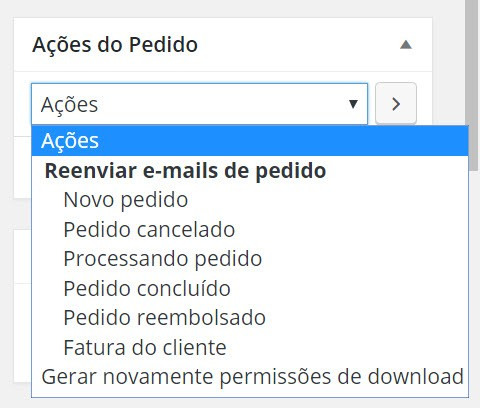 Ações do Pedido
Ações
Ações
Reenviar e-mails de pedido
Novo pedido
Pedido cancelado
Processando pedido
Pedido concluído
Pedido reembolsado
Fatura do cliente
Gerar novamente permissões de download